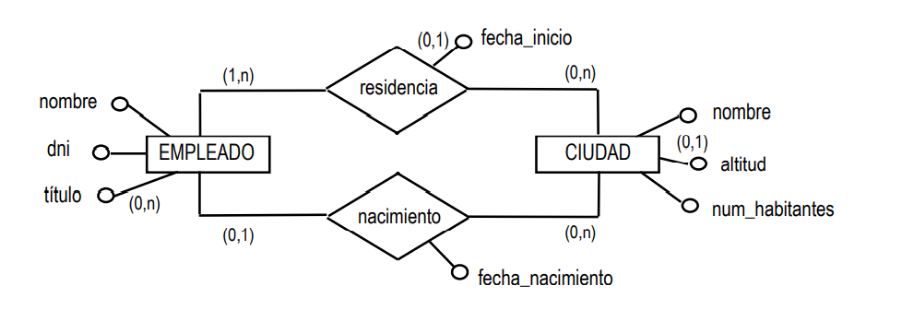 (0,1) fecha_inicio
(1,n) residencia (0,n)
nombre
nombre
dni
EMPLEADO
CIUDAD
(0,1)
altitud
título
(0,n)
num_habitantes
nacimiento
(0,1)
(0,n)
fecha_nacimiento